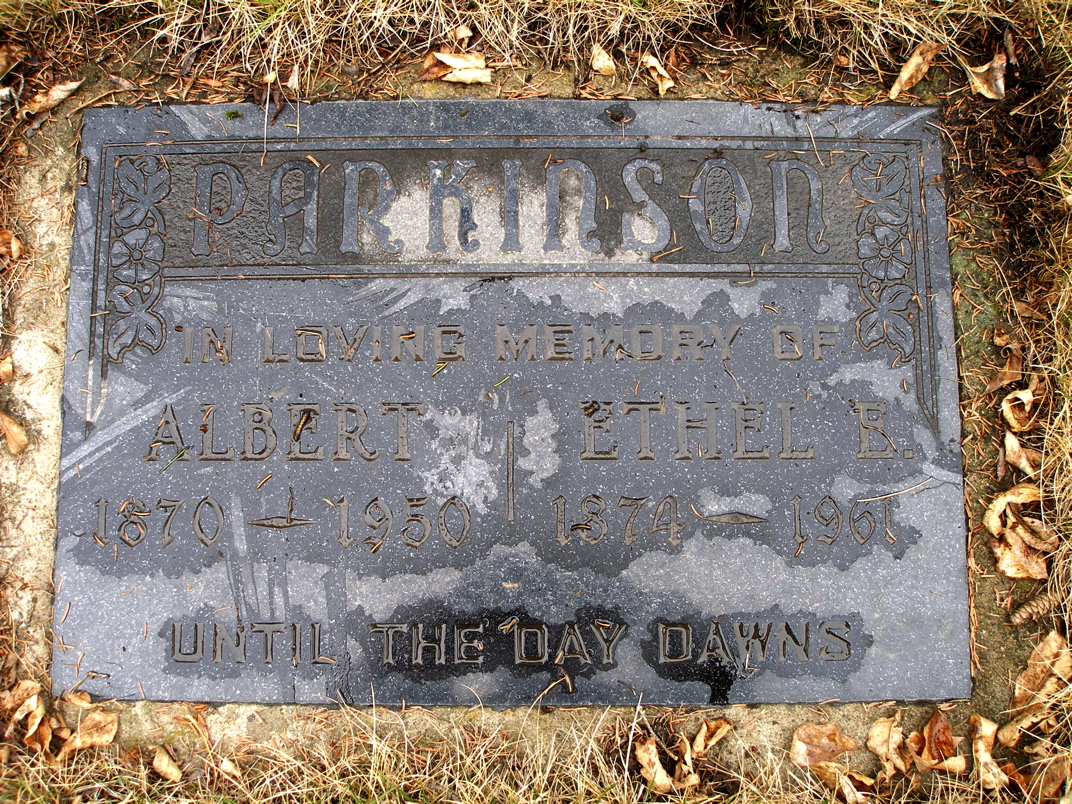 PARKINSON
IN LOVING MEMORY OF
ALBERT ETHEL E.
1870 - 1950 1874 - 1961
UNTIL THE DAY DAWNS